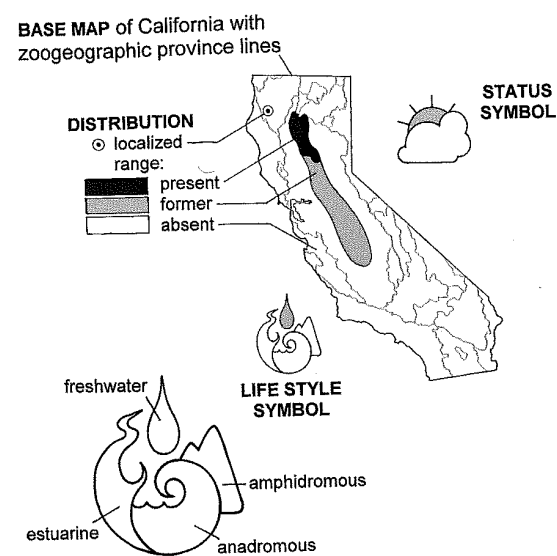 BASE MAP of California with
zoogeographic province lines
STATUS
SYMBOL
DISTRIBUTION
localized
range:
present
former
absent
LIFE STYLE
SYMBOL
freshwater
amphidromous
estuarine
anadromous